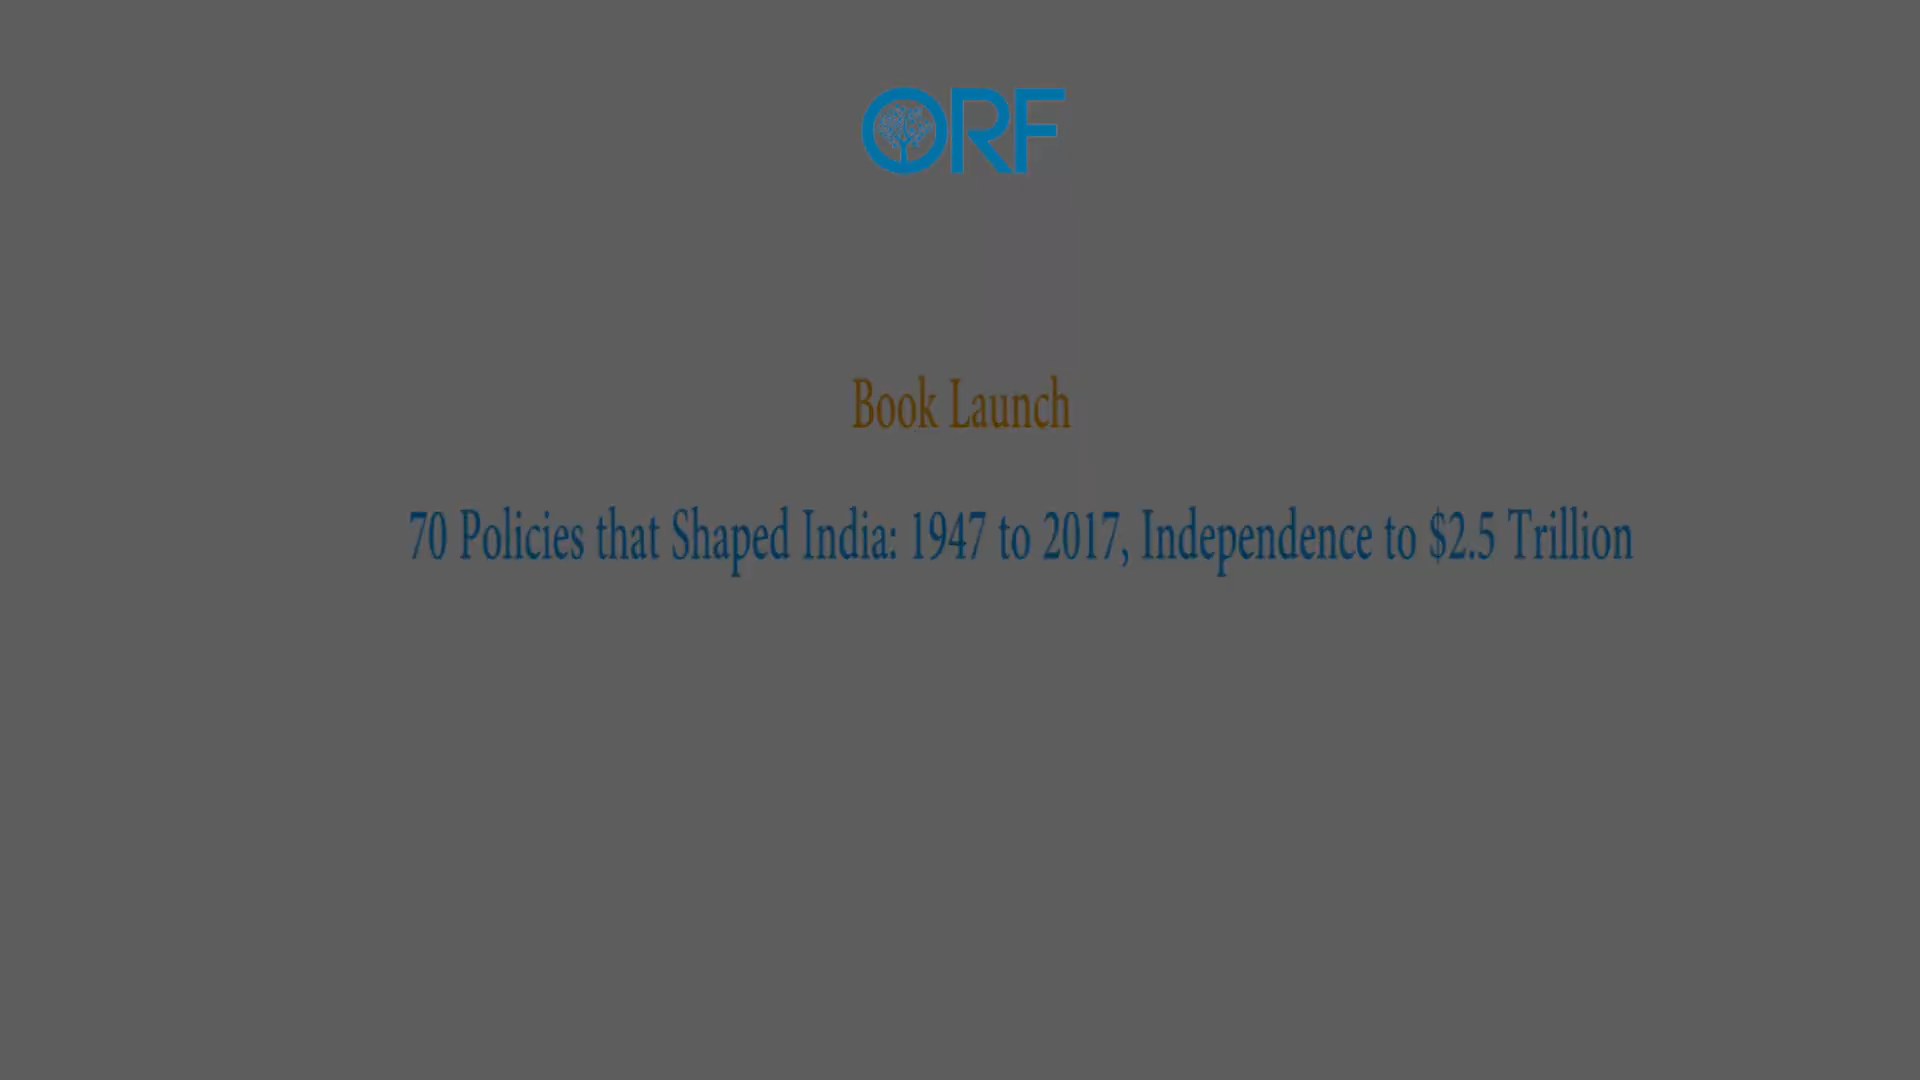 ORF
Book Launch
70 Policies that Shaped India: 1947 to 2017, Independence to $2.5 Trillion